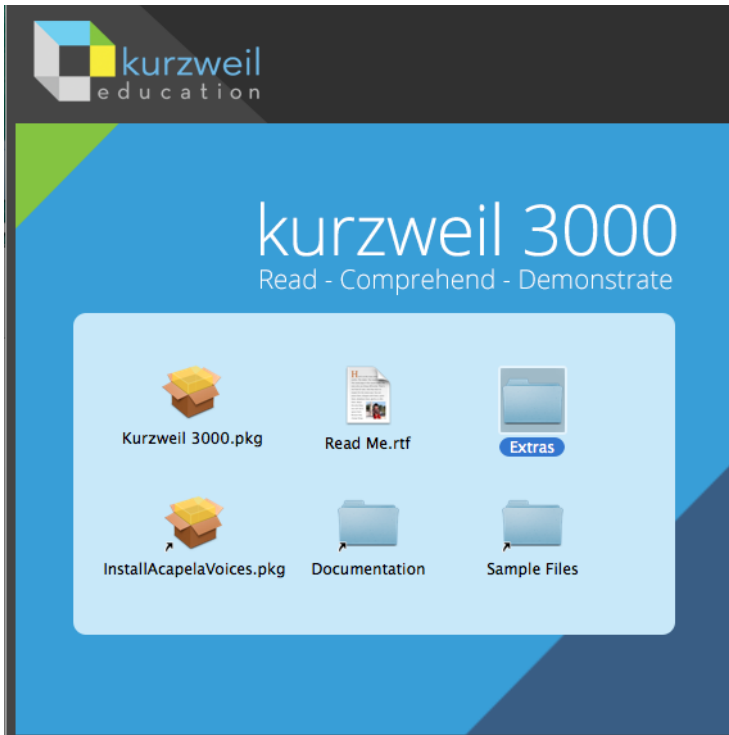 kurzweil
education
kurzweil 3000
Read - Comprehend - Demonstrate
Kurzweil 3000.pkg
Read Me.rtf
Extras
InstallAcapelaVoices.pkg
Documentation
Sample Files